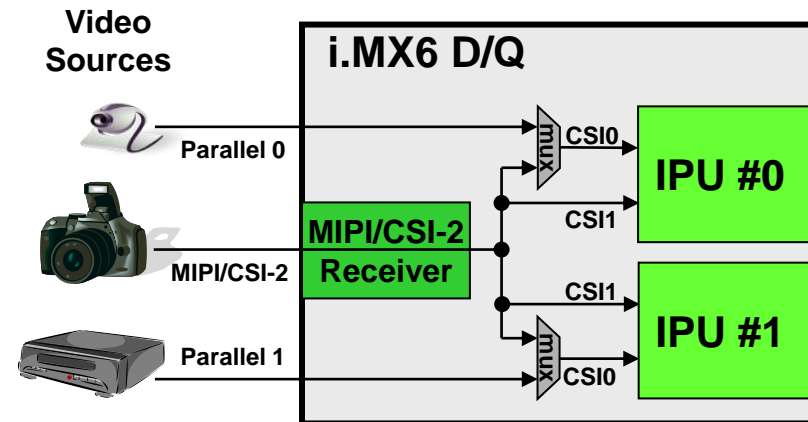 Video
Sources
i.MX6 D/Q
Parallel 0
mux
CSI0
IPU #0
CSI1
MIPI/CSI-2
MIPI/CSI-2
Receiver
CSI1
IPU #1
Parallel 1
mux
CSI0